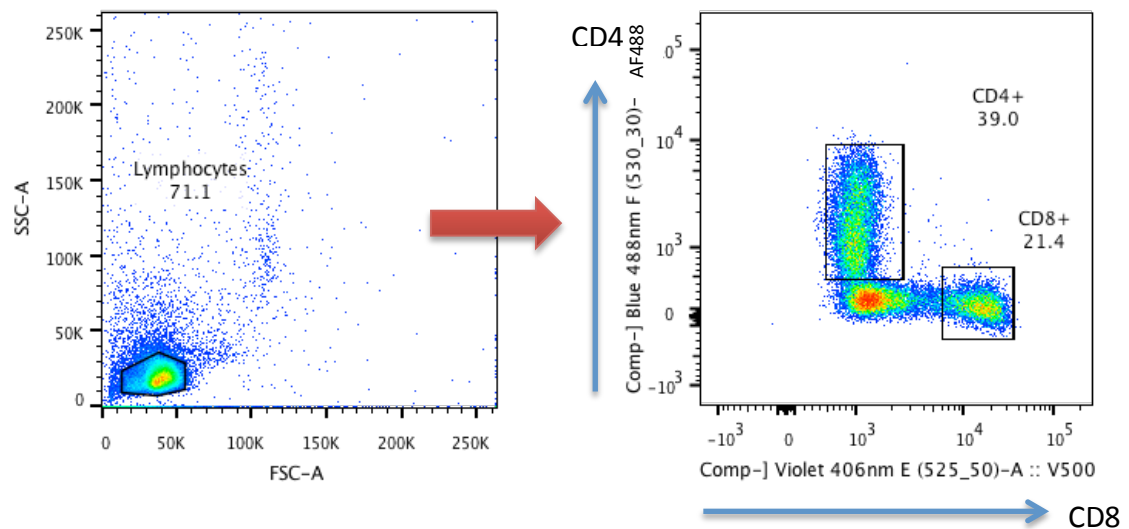 250K
200K
150K
100K
50K
0
SSC-A
Lymphocytes
71.1
0 50K 100K 150K 200K 250K
FSC-A
CD4
Comp-] Blue 488nm F (530_30)- AF488
05
10^4
10^3
0
-10^3
CD4+
39.0
CD8+
21.4
-10^3 0 10^3 10^4 10^5
Comp-] Violet 406nm E (525_50)-A :: V500
CD8